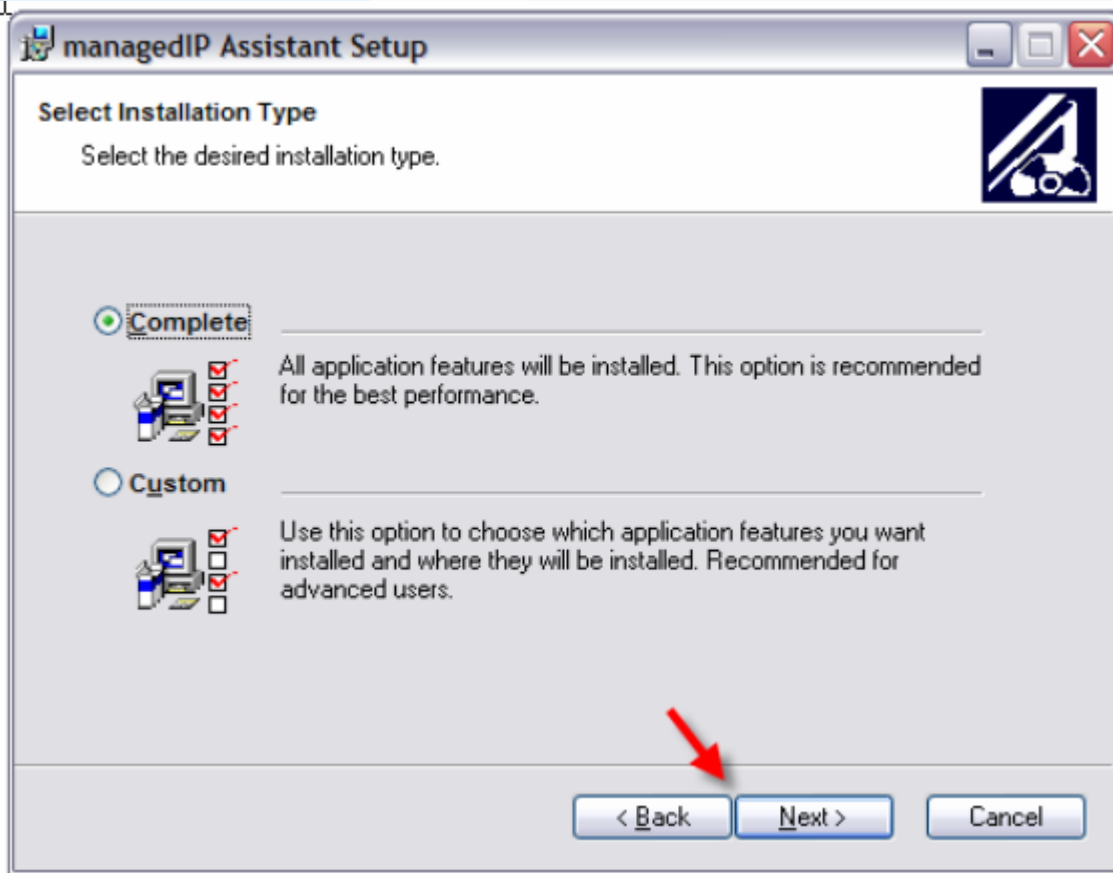 managedIP Assistant Setup
Select Installation Type
Select the desired installation type.
Complete
All application features will be installed. This option is recommended
for the best performance.
Custom
Use this option to choose which application features you want
installed and where they will be installed. Recommended for
advanced users.
< Back
Next >
Cancel